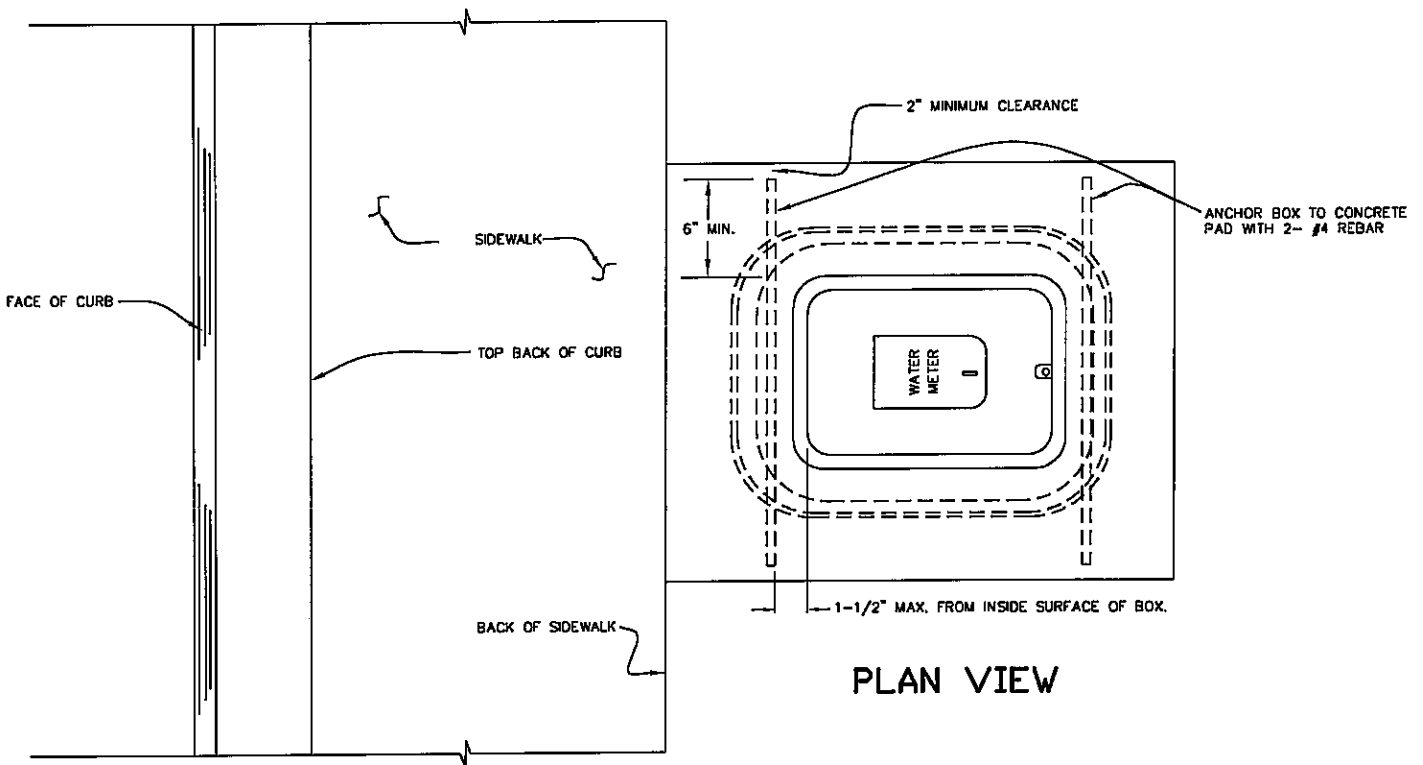 2" MINIMUM CLEARANCE
6" MIN.
ANCHOR BOX TO CONCRETE
PAD WITH 2- #4 REBAR
SIDEWALK
FACE OF CURB
TOP BACK OF CURB
WATER
METER
1-1/2" MAX. FROM INSIDE SURFACE OF BOX.
BACK OF SIDEWALK
PLAN VIEW